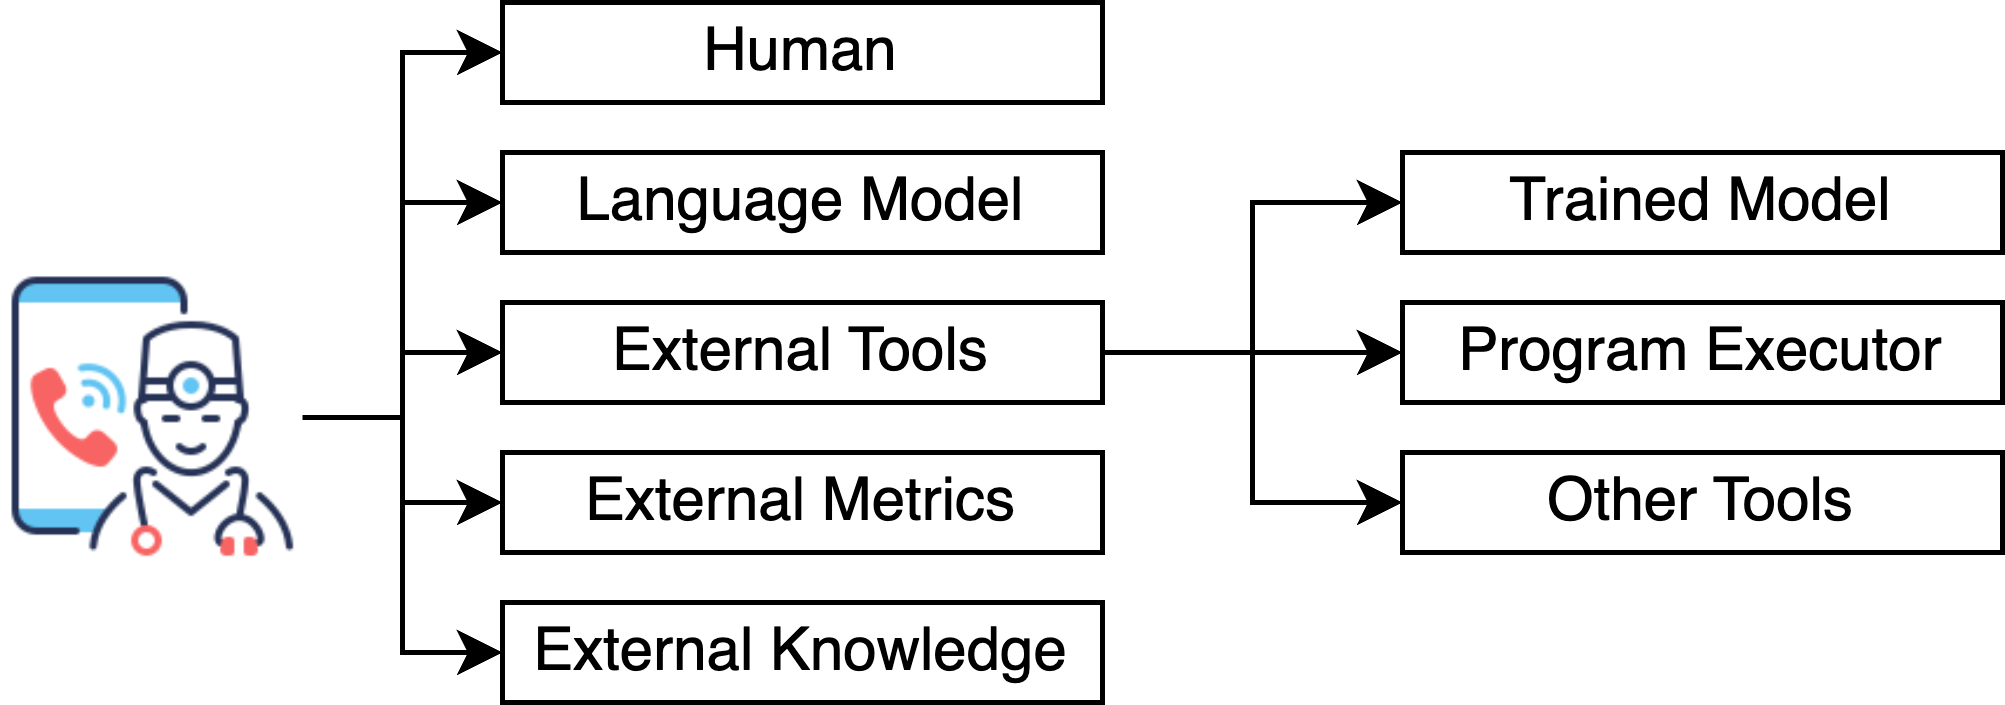 Human
Language Model
External Tools
External Metrics
External Knowledge
Trained Model
Program Executor
Other Tools